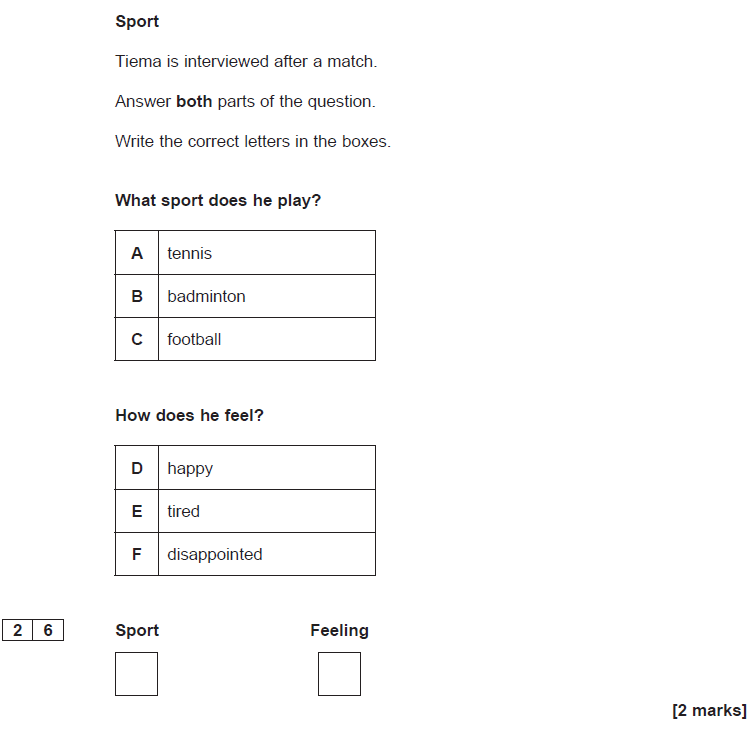 Sport
Tiema is interviewed after a match.
Answer both parts of the question.
Write the correct letters in the boxes.
What sport does he play?
A tennis
B badminton
C football
How does he feel?
D happy
E tired
F disappointed
2 6 Sport Feeling
[2 marks]